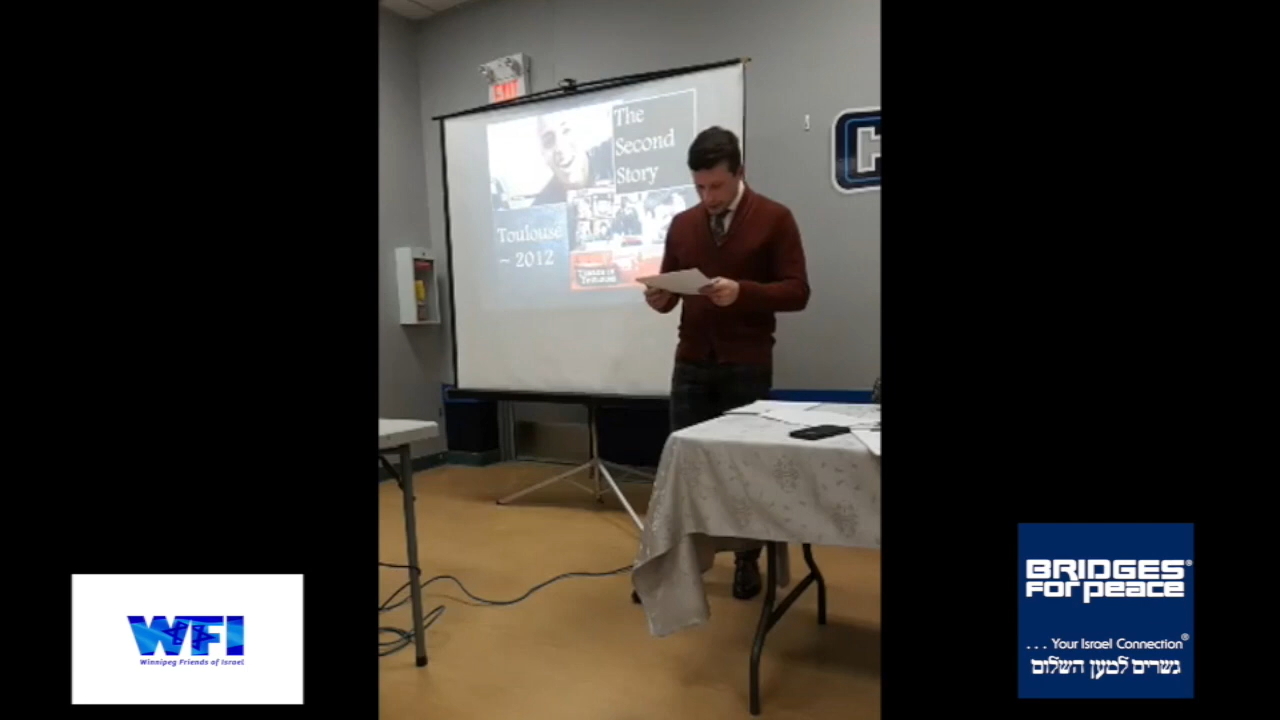 EXIT
The
Second
Story
Toulouse
~ 2012
WFI
Winnipeg Friends of Israel
BRIDGES
FOR PEACE®
... Your Israel Connection®
גשרים למען השלום